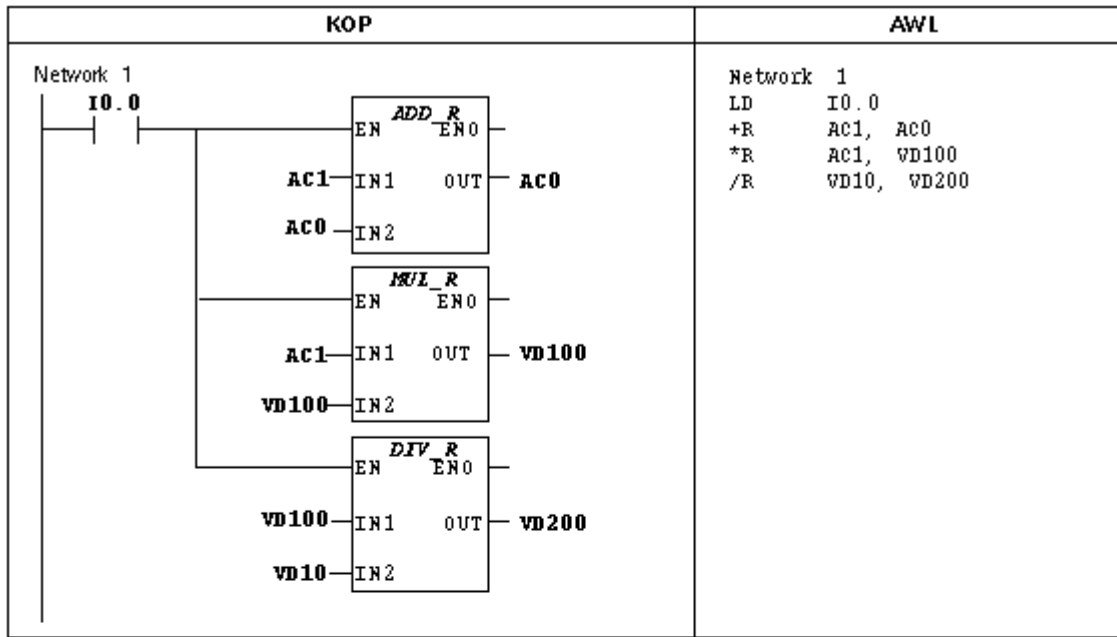 KOP
AWL
Network 1
I0.0
ADD_R
EN ENO
AC1 IN1 OUT AC0
AC0 IN2
MUL_R
EN ENO
AC1 IN1 OUT VD100
VD100 IN2
DIV_R
EN ENO
VD100 IN1 OUT VD200
VD10 IN2
Network 1
LD I0.0
+R AC1, AC0
*R AC1, VD100
/R VD10, VD200